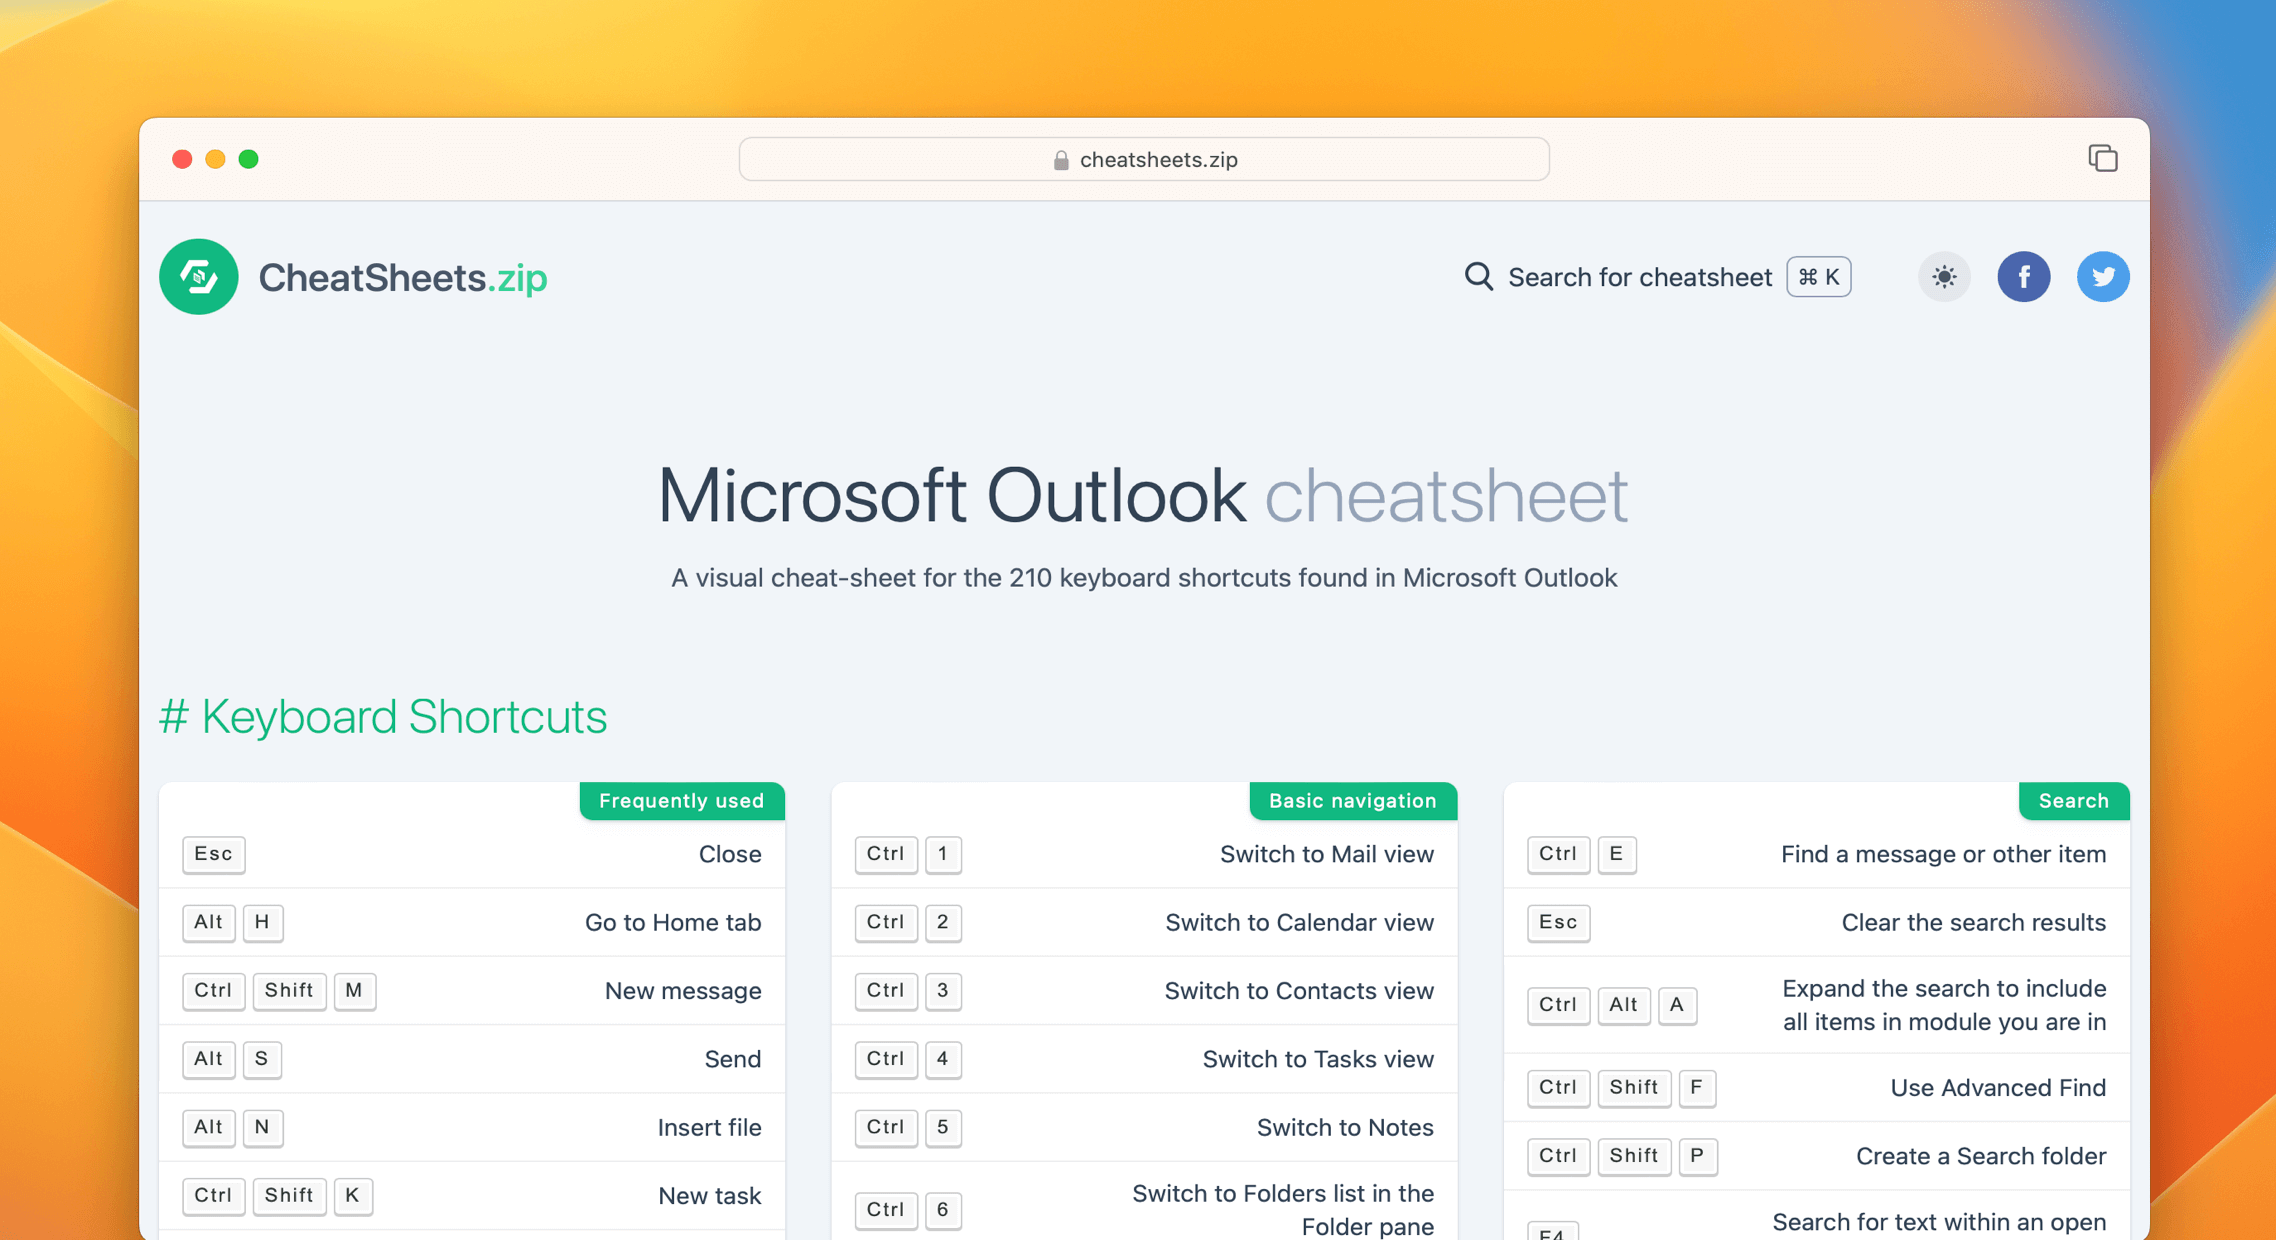 cheatsheets.zip
CheatSheets.zip
Search for cheatsheet ⌘ K
Microsoft Outlook cheatsheet
A visual cheat-sheet for the 210 keyboard shortcuts found in Microsoft Outlook
# Keyboard Shortcuts
Frequently used
Esc Close
Alt H Go to Home tab
Ctrl Shift M New message
Alt S Send
Alt N Insert file
Ctrl Shift K New task
Basic navigation
Ctrl 1 Switch to Mail view
Ctrl 2 Switch to Calendar view
Ctrl 3 Switch to Contacts view
Ctrl 4 Switch to Tasks view
Ctrl 5 Switch to Notes
Ctrl 6 Switch to Folders list in the
Folder pane
Search
Ctrl E Find a message or other item
Esc Clear the search results
Ctrl Alt A Expand the search to include
all items in module you are in
Ctrl Shift F Use Advanced Find
Ctrl Shift P Create a Search folder
F4 Search for text within an open